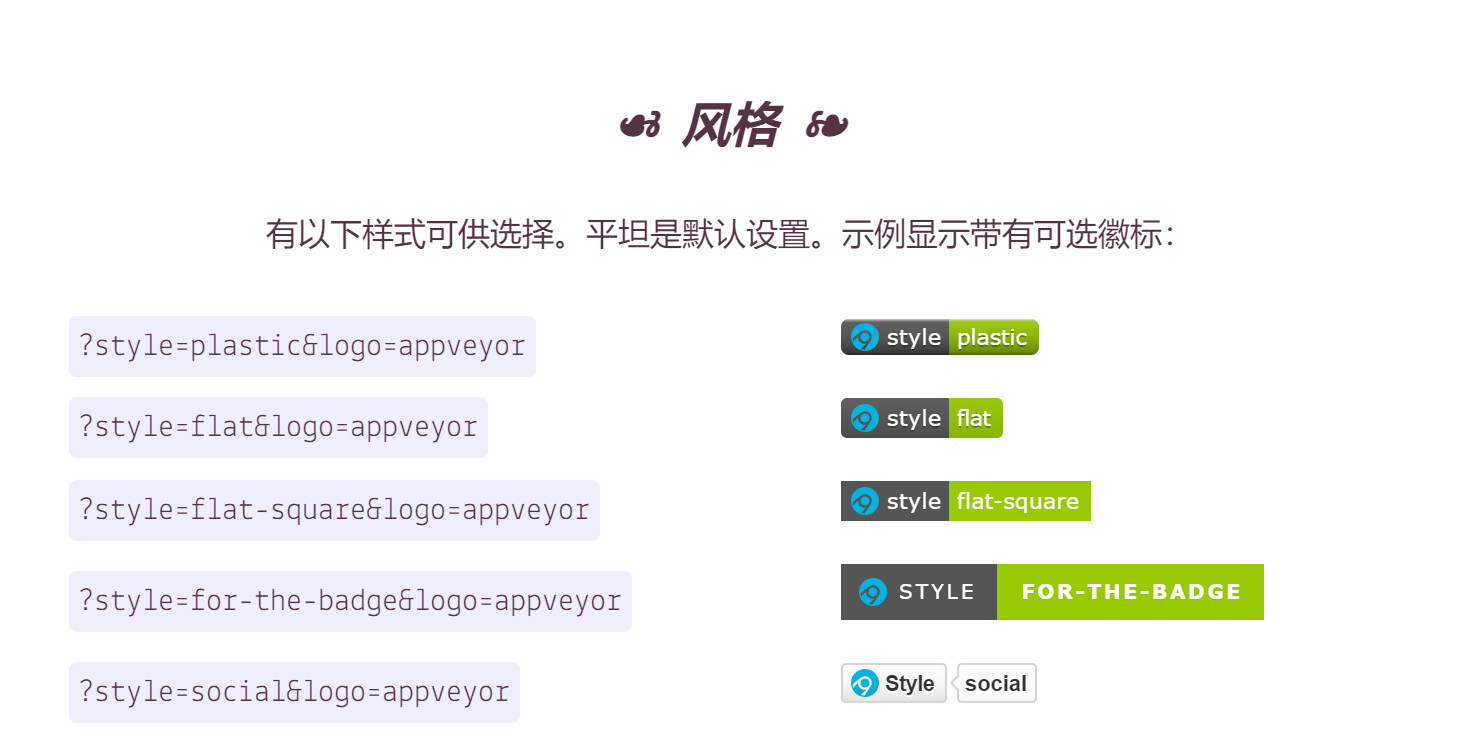 ☙ 风格 ❧
有以下样式可供选择。平坦是默认设置。示例显示带有可选徽标：
?style=plastic&logo=appveyor
style plastic
?style=flat&logo=appveyor
style flat
?style=flat-square&logo=appveyor
style flat-square
?style=for-the-badge&logo=appveyor
STYLE FOR-THE-BADGE
?style=social&logo=appveyor
Style social